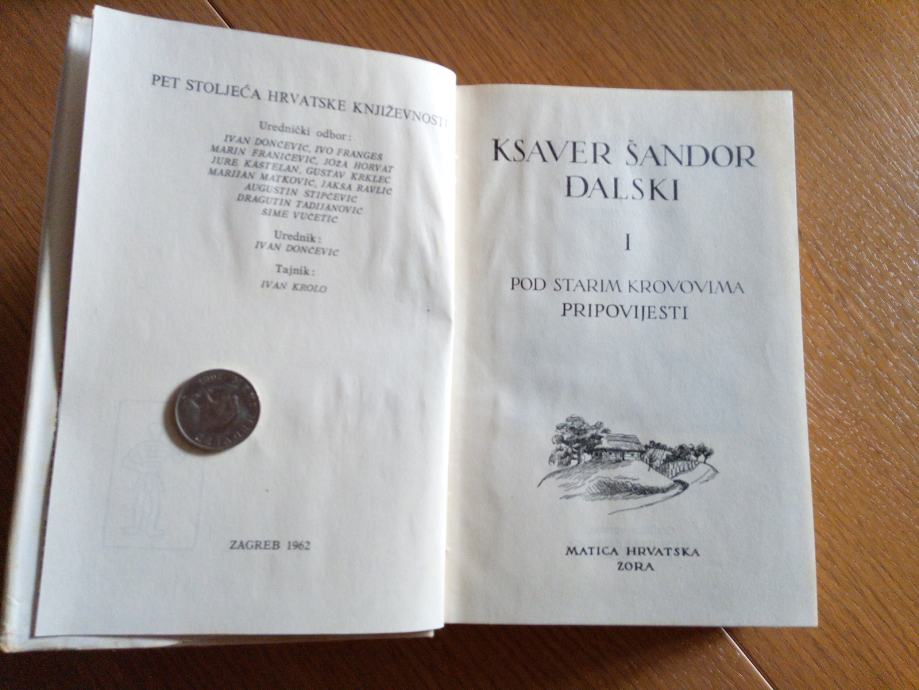 PET STOLJEĆA HRVATSKE KNJIŽEVNOSTI
Urednički odbor:
IVAN DONČEVIĆ, IVO FRANGEŠ
MARIN FRANIČEVIĆ, JOŽA HORVAT
JURE KAŠTELAN, GUSTAV KRKLEC
MARIJAN MATKOVIĆ, JAKŠA RAVLIĆ
AUGUSTIN STIPČEVIĆ
DRAGUTIN TADIJANOVIĆ
ŠIME VUČETIĆ
Urednik:
IVAN DONČEVIĆ
Tajnik:
IVAN KROLO
ZAGREB 1962
KSAVER ŠANDOR
ĐALSKI
I
POD STARIM KROVOVIMA
PRIPOVIJESTI
MATICA HRVATSKA
ZORA